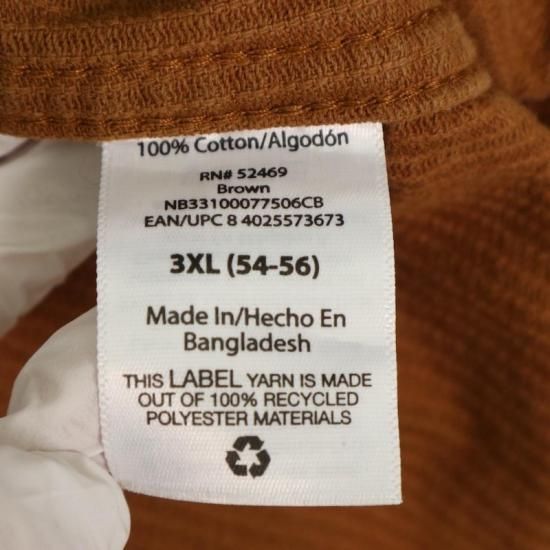 100% Cotton/Algodón
RN# 52469
Brown
NB33100077506CB
EAN/UPC 8 4025573673
3XL (54-56)
Made In/Hecho En
Bangladesh
THIS LABEL YARN IS MADE
OUT OF 100% RECYCLED
POLYESTER MATERIALS